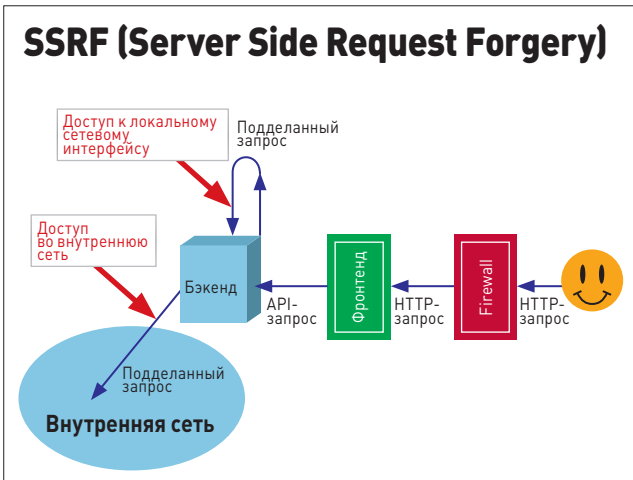 SSRF (Server Side Request Forgery)
Доступ к локальному
сетевому
интерфейсу
Подделанный
запрос
Доступ
во внутреннюю
сеть
Бэкенд
API-
запрос
Фронтенд
HTTP-
запрос
Firewall
HTTP-
запрос
Подделанный
запрос
Внутренняя сеть